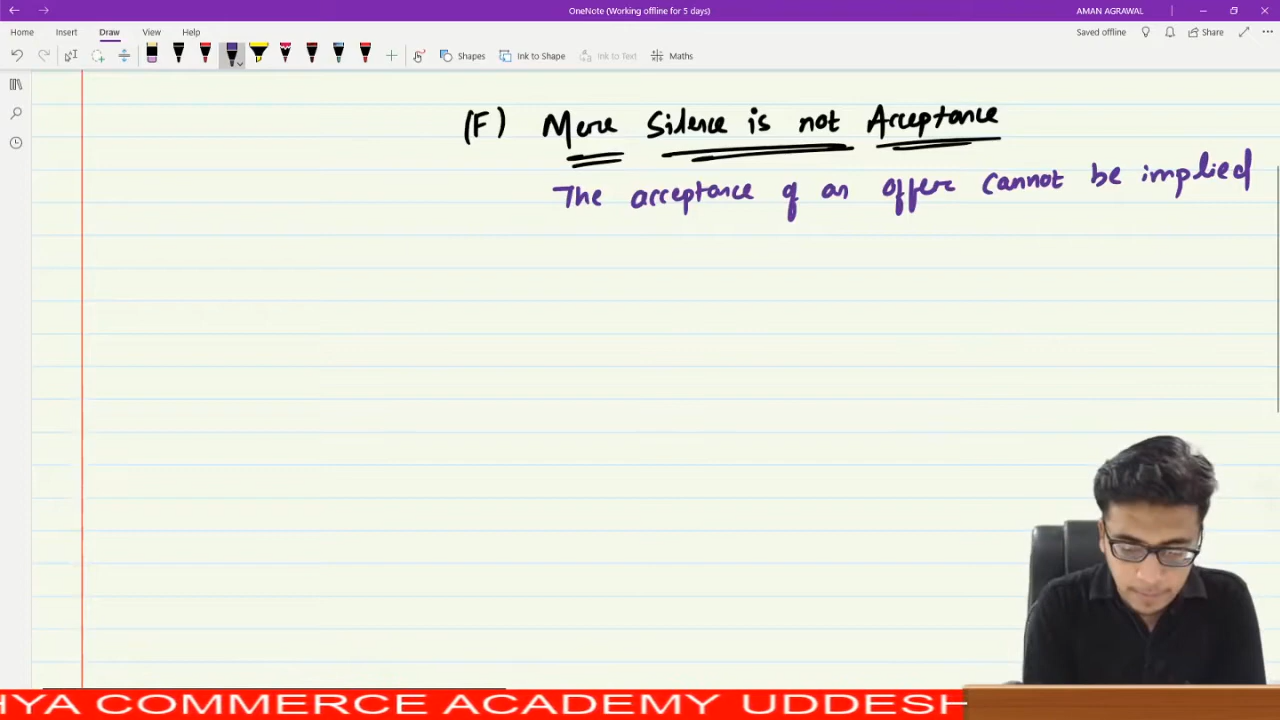 OneNote (Working offline for 5 days)
AMAN AGRAWAL
Home Insert Draw View Help
Saved offline
Share
Shapes
Ink to Shape
Ink to Text
Maths
(F) Mere Silence is not Acceptance
The acceptance of an offer cannot be implied
HYA COMMERCE ACADEMY UDDESH